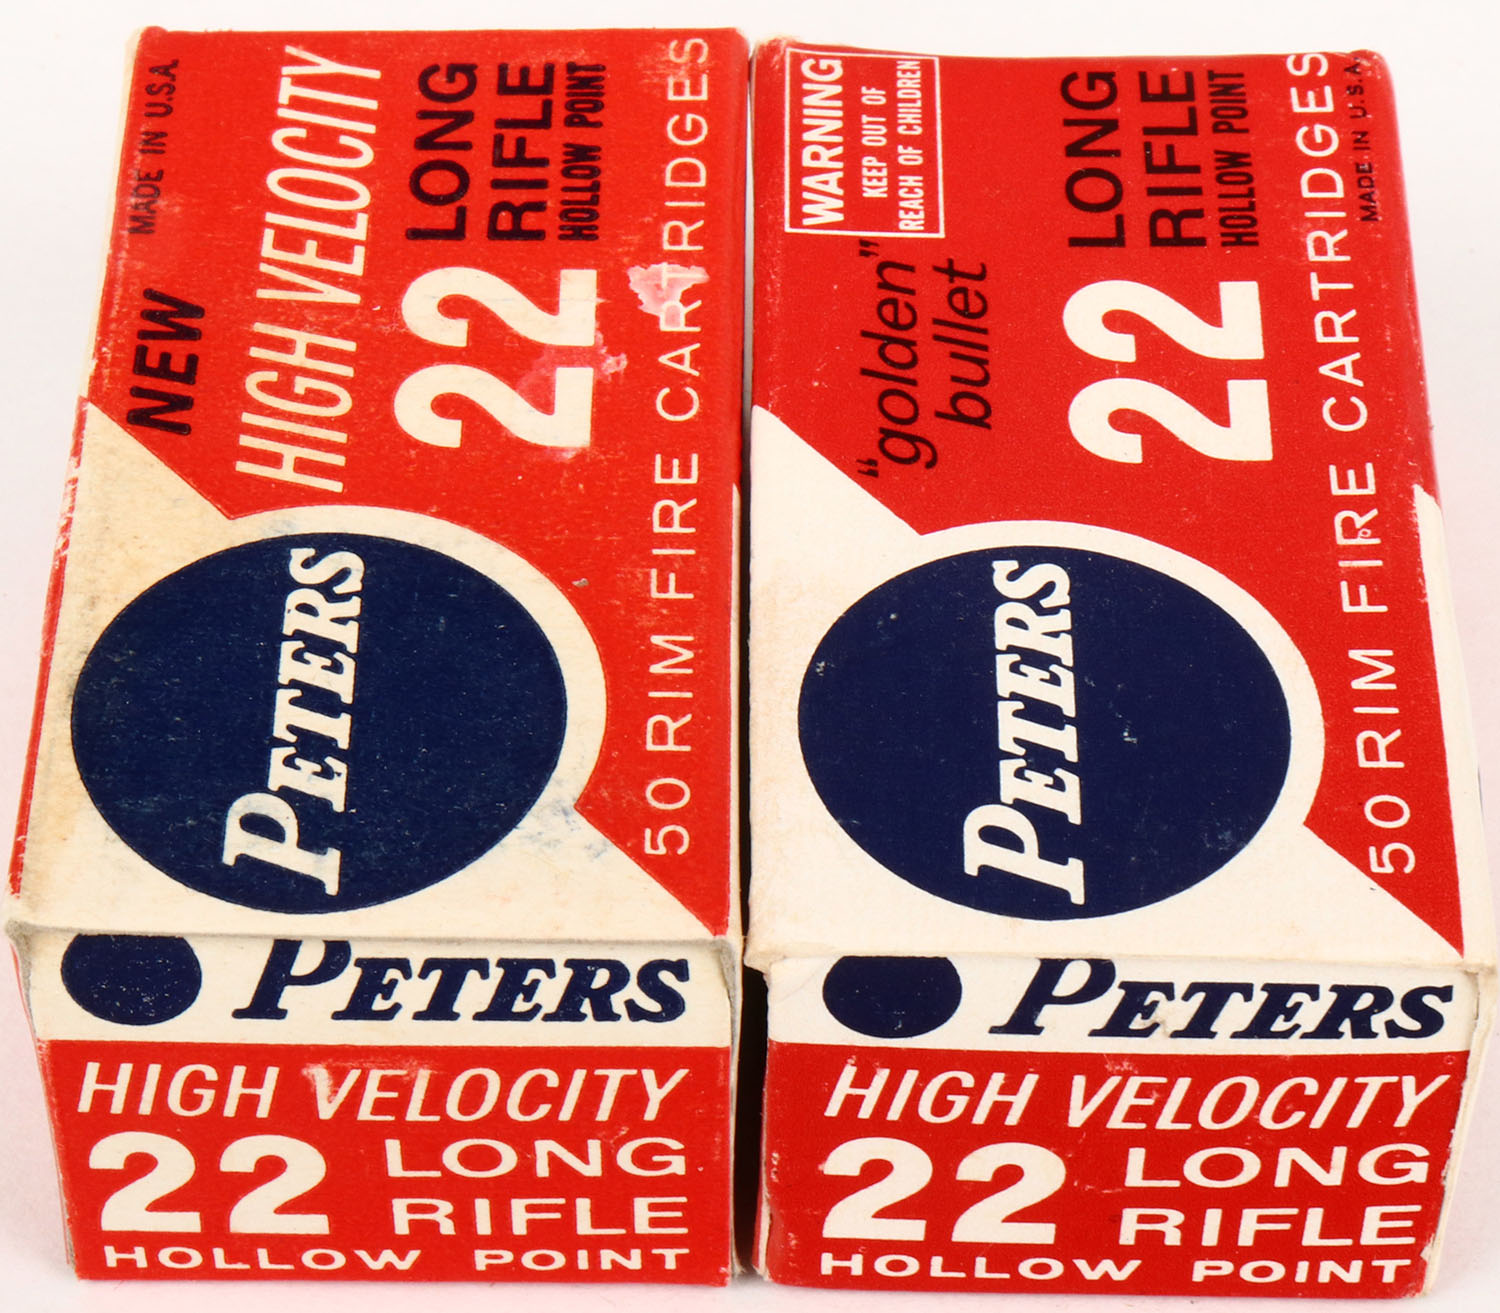 MADE IN U.S.A.
NEW
HIGH VELOCITY
22 LONG
RIFLE
HOLLOW POINT
50 RIM FIRE CARTRIDGES
PETERS
PETERS
HIGH VELOCITY
22 LONG
RIFLE
HOLLOW POINT
WARNING
KEEP OUT OF
REACH OF CHILDREN
"golden"
bullet
22 LONG
RIFLE
HOLLOW POINT
50 RIM FIRE CARTRIDGES
MADE IN U.S.A.
PETERS
PETERS
HIGH VELOCITY
22 LONG
RIFLE
HOLLOW POINT